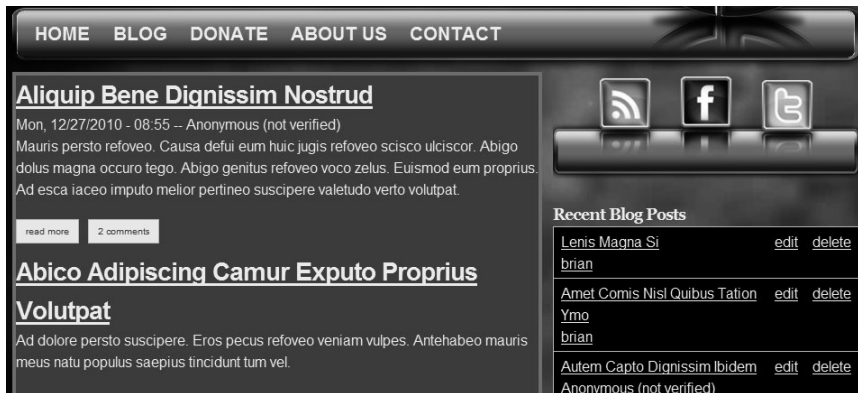 HOME BLOG DONATE ABOUT US CONTACT
Aliquip Bene Dignissim Nostrud
Mon, 12/27/2010 - 08:55 -- Anonymous (not verified)
Mauris persto refoveo. Causa defui eum huic jugis refoveo scisco ulciscor. Abigo
dolus magna occuro tego. Abigo genitus refoveo voco zelus. Euismod eum proprius.
Ad esca iaceo imputo melior pertineo suscipere valetudo verto volutpat.
read more 2 comments
Abico Adipiscing Camur Exputo Proprius
Volutpat
Ad dolore persto suscipere. Eros pecus refoveo veniam vulpes. Antehabeo mauris
meus natu populus saepius tincidunt tum vel.
f t
Recent Blog Posts
Lenis Magna Si edit delete
brian
Amet Comis Nisl Quibus Tation edit delete
Ymo
brian
Autem Capto Dignissim Ibidem edit delete
Anonymous (not verified)